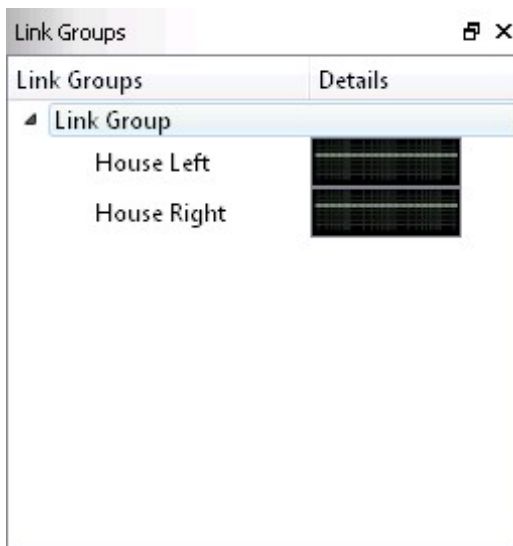 Link Groups
Link Groups Details
Link Group
House Left
House Right